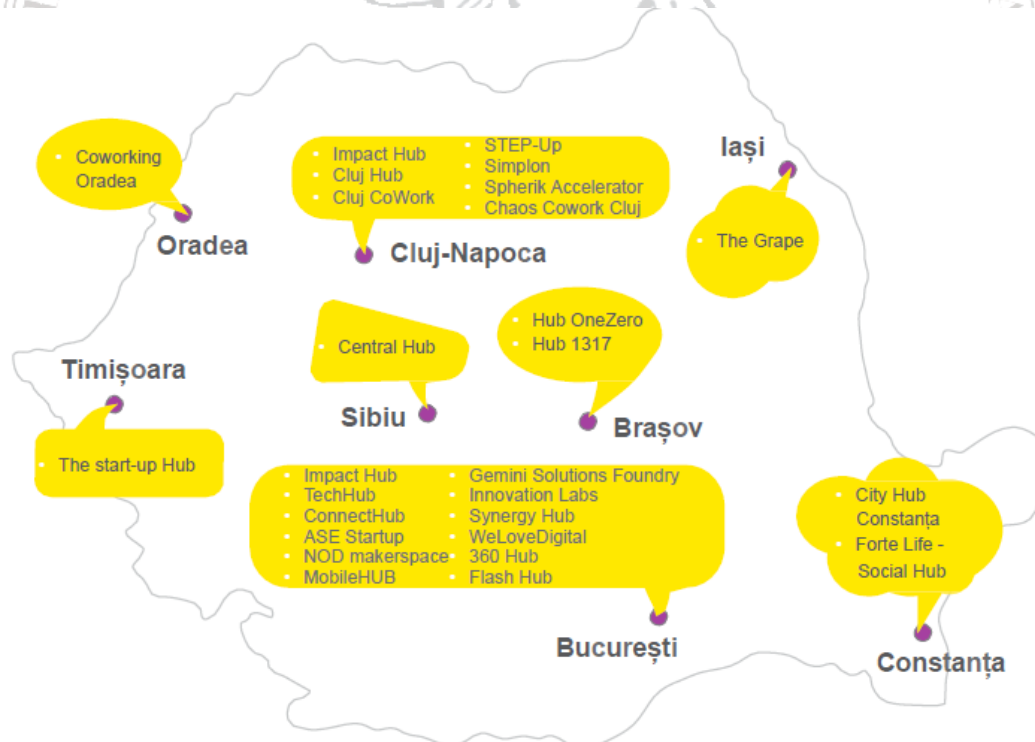 • Coworking
Oradea
Oradea
• Impact Hub
• Cluj Hub
• Cluj CoWork
• STEP-Up
• Simplon
• Spherik Accelerator
• Chaos Cowork Cluj
Cluj-Napoca
Iași
• The Grape
Timișoara
• The start-up Hub
• Central Hub
Sibiu
• Hub OneZero
• Hub 1317
Brașov
• Impact Hub
• TechHub
• ConnectHub
• ASE Startup
• NOD makerspace
• MobileHUB
• Gemini Solutions Foundry
• Innovation Labs
• Synergy Hub
• WeLoveDigital
• 360 Hub
• Flash Hub
București
• City Hub
Constanța
• Forte Life -
Social Hub
Constanța